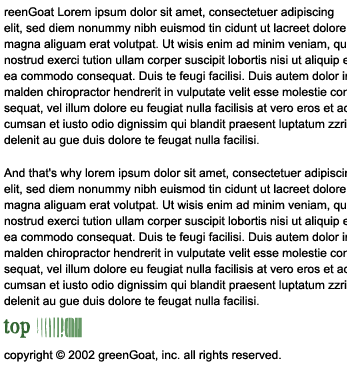 reenGoat Lorem ipsum dolor sit amet, consectetuer adipiscing
elit, sed diem nonummy nibh euismod tin cidunt ut lacreet dolore
magna aliguam erat volutpat. Ut wisis enim ad minim veniam, qu
nostrud exerci tution ullam corper suscipit lobortis nisi ut aliquip e
ea commodo consequat. Duis te feugi facilisi. Duis autem dolor ir
malden chiropractor hendrerit in vulputate velit esse molestie cor
sequat, vel illum dolore eu feugiat nulla facilisis at vero eros et ac
cumsan et iusto odio dignissim qui blandit praesent luptatum zzri
delenit au gue duis dolore te feugat nulla facilisi.
And that's why lorem ipsum dolor sit amet, consectetuer adipiscir
elit, sed diem nonummy nibh euismod tin cidunt ut lacreet dolore
magna aliguam erat volutpat. Ut wisis enim ad minim veniam, qu
nostrud exerci tution ullam corper suscipit lobortis nisi ut aliquip e
ea commodo consequat. Duis te feugi facilisi. Duis autem dolor ir
malden chiropractor hendrerit in vulputate velit esse molestie cor
sequat, vel illum dolore eu feugiat nulla facilisis at vero eros et ac
cumsan et iusto odio dignissim qui blandit praesent luptatum zzri
delenit au gue duis dolore te feugat nulla facilisi.
top
copyright © 2002 greenGoat, inc. all rights reserved.